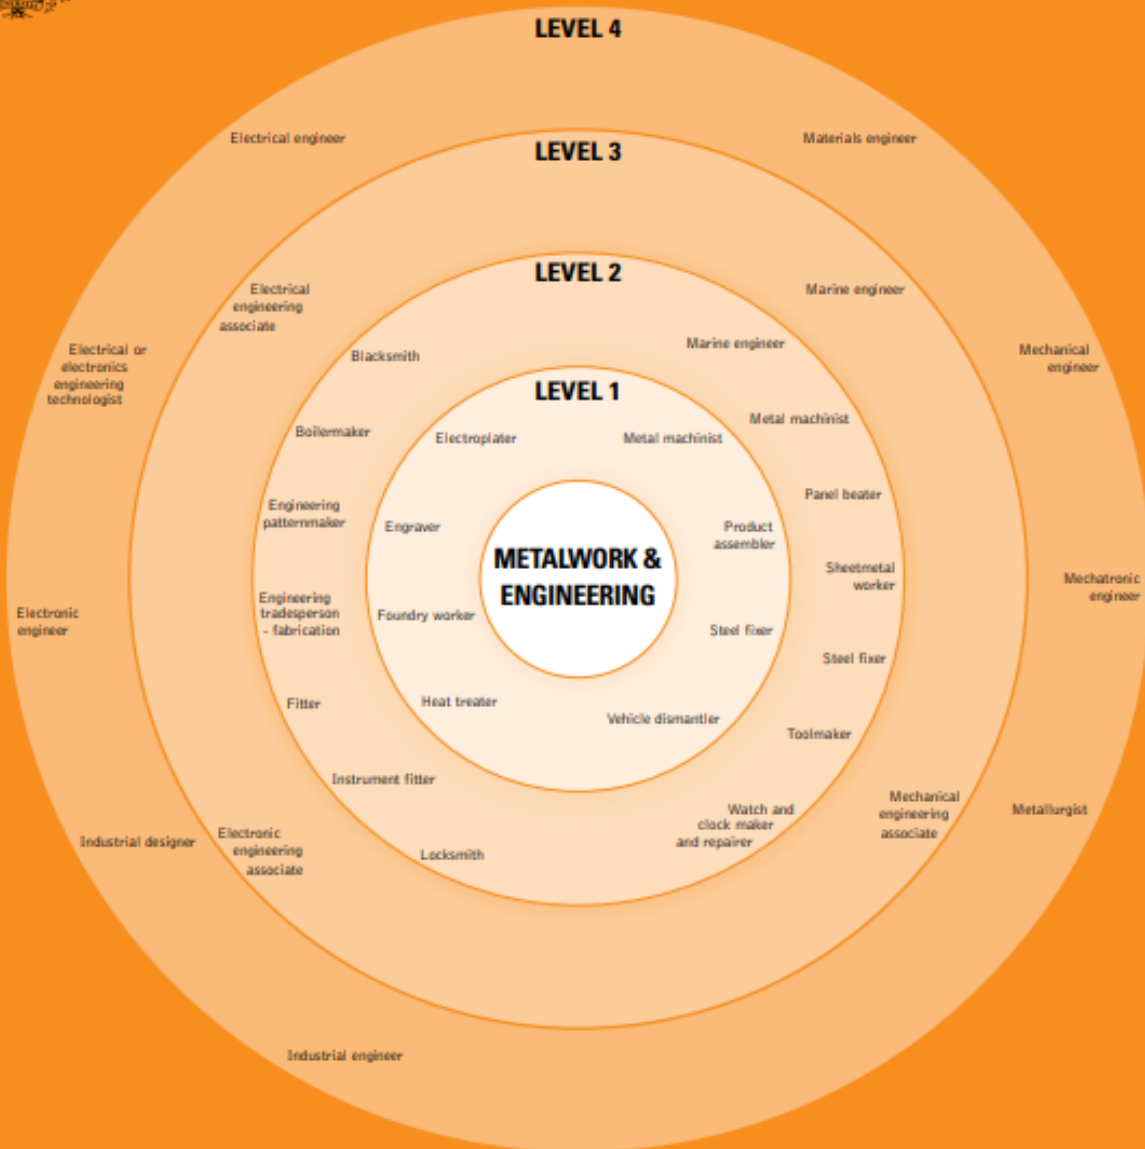 LEVEL 4
Electrical engineer
Materials engineer
LEVEL 3
Electrical
engineering
associate
Marine engineer
LEVEL 2
Electrical or
electronics
engineering
technologist
Blacksmith
Marine engineer
Mechanical
engineer
LEVEL 1
Boilermaker
Electroplater
Metal machinist
Metal machinist
Engineering
patternmaker
Engraver
Product
assembler
Panel beater
METALWORK &
ENGINEERING
Sheetmetal
worker
Mechatronic
engineer
Electronic
engineer
Engineering
tradesperson
- fabrication
Foundry worker
Steel fixer
Steel fixer
Fitter
Heat treater
Vehicle dismantler
Toolmaker
Instrument fitter
Watch and
clock maker
and repairer
Mechanical
engineering
associate
Metallurgist
Industrial designer
Electronic
engineering
associate
Locksmith
Industrial engineer